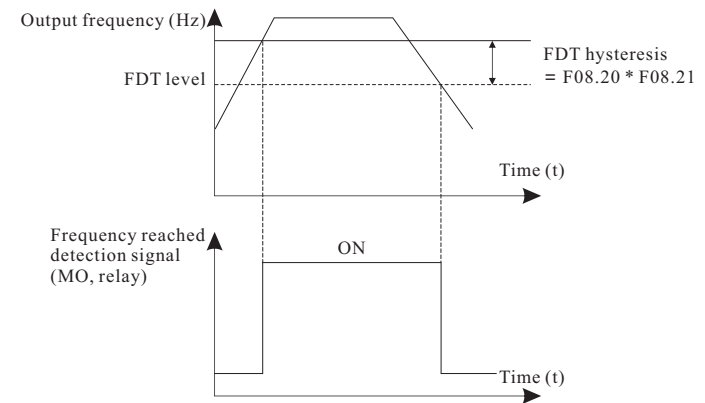 Output frequency (Hz)
FDT level
FDT hysteresis
= F08.20 * F08.21
Time (t)
Frequency reached
detection signal
(MO, relay)
ON
Time (t)